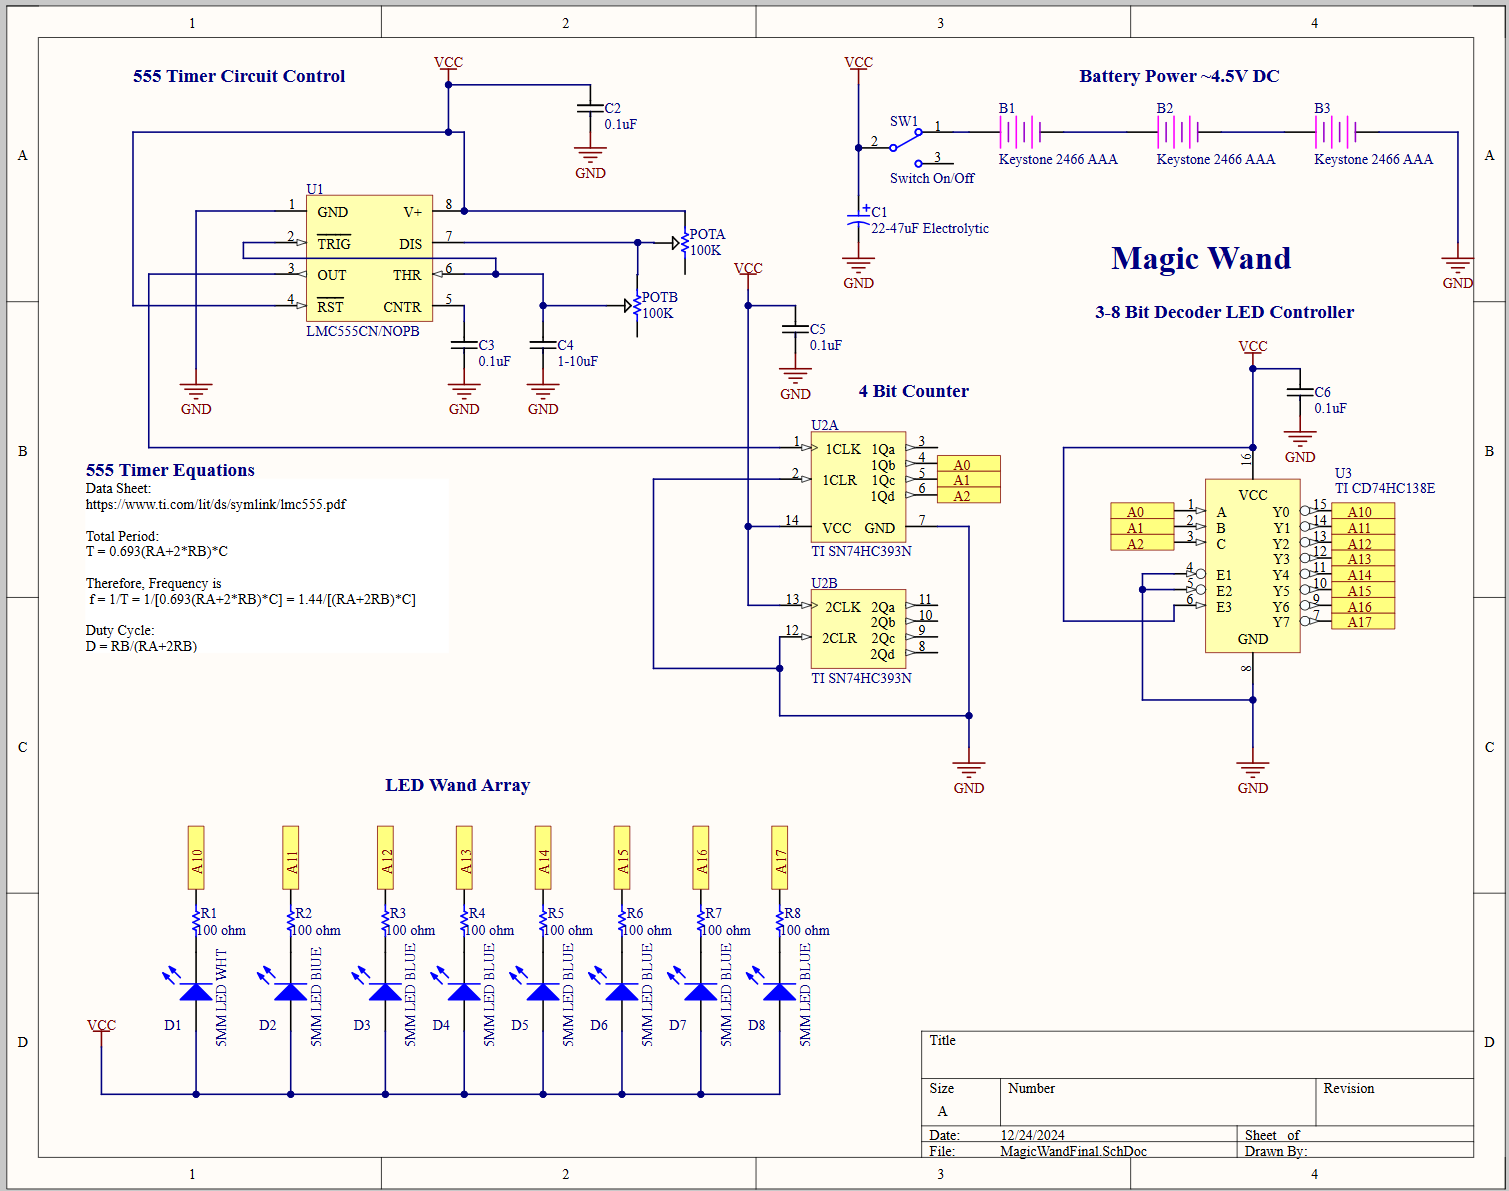 1
2
3
4
A
B
C
D
A
B
C
D
555 Timer Circuit Control
VCC
C2
0.1uF
GND
U1
1 GND V+ 8
2 TRIG DIS 7
3 OUT THR 6
4 RST CNTR 5
LMC555CN/NOPB
POTA
100K
POTB
100K
C3
0.1uF
C4
1-10uF
GND
GND
GND
VCC
SW1
2
1
3
Switch On/Off
C1
+
22-47uF Electrolytic
GND
Battery Power ~4.5V DC
B1
Keystone 2466 AAA
B2
Keystone 2466 AAA
B3
Keystone 2466 AAA
GND
Magic Wand
VCC
C5
0.1uF
GND
4 Bit Counter
U2A
1 1CLK 1Qa 3
1Qb 4 A0
2 1CLR 1Qc 5 A1
1Qd 6 A2
14 VCC GND 7
TI SN74HC393N
U2B
13 2CLK 2Qa 11
2Qb 10
12 2CLR 2Qc 9
2Qd 8
TI SN74HC393N
GND
3-8 Bit Decoder LED Controller
VCC
C6
0.1uF
GND
U3
TI CD74HC138E
16
VCC
A0 1 A Y0 15 A10
A1 2 B Y1 14 A11
A2 3 C Y2 13 A12
Y3 12 A13
4 E1 Y4 11 A14
5 E2 Y5 10 A15
6 E3 Y6 9 A16
Y7 7 A17
GND
8
GND
555 Timer Equations
Data Sheet:
https://www.ti.com/lit/ds/symlink/lmc555.pdf
Total Period:
T = 0.693(RA+2*RB)*C
Therefore, Frequency is
f = 1/T = 1/[0.693(RA+2*RB)*C] = 1.44/[(RA+2RB)*C]
Duty Cycle:
D = RB/(RA+2RB)
LED Wand Array
A10 A11 A12 A13 A14 A15 A16 A17
R1 R2 R3 R4 R5 R6 R7 R8
100 ohm 100 ohm 100 ohm 100 ohm 100 ohm 100 ohm 100 ohm 100 ohm
5MM LED WHT
5MM LED BlUE
5MM LED BLUE
5MM LED BLUE
5MM LED BLUE
5MM LED BLUE
5MM LED BLUE
5MM LED BLUE
VCC D1 D2 D3 D4 D5 D6 D7 D8
Title
Size
A
Number
Revision
Date: 12/24/2024 Sheet of
File: MagicWandFinal.SchDoc Drawn By:
1
2
3
4